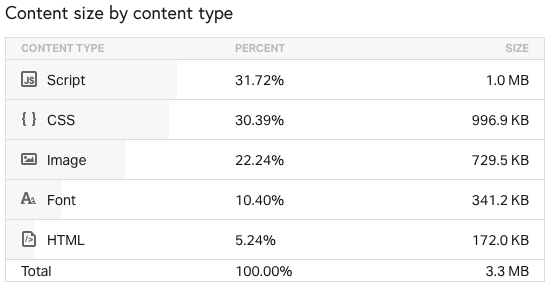 Content size by content type
CONTENT TYPE PERCENT SIZE
JS Script 31.72% 1.0 MB
{ } CSS 30.39% 996.9 KB
Image 22.24% 729.5 KB
AA Font 10.40% 341.2 KB
</> HTML 5.24% 172.0 KB
Total 100.00% 3.3 MB